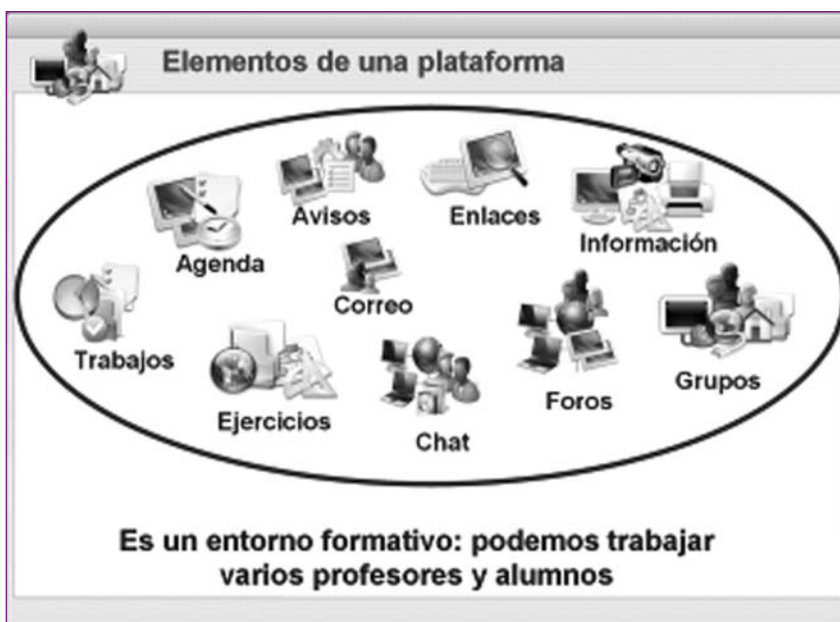 Elementos de una plataforma
Avisos
Enlaces
Información
Agenda
Correo
Trabajos
Ejercicios
Chat
Foros
Grupos
Es un entorno formativo: podemos trabajar
varios profesores y alumnos